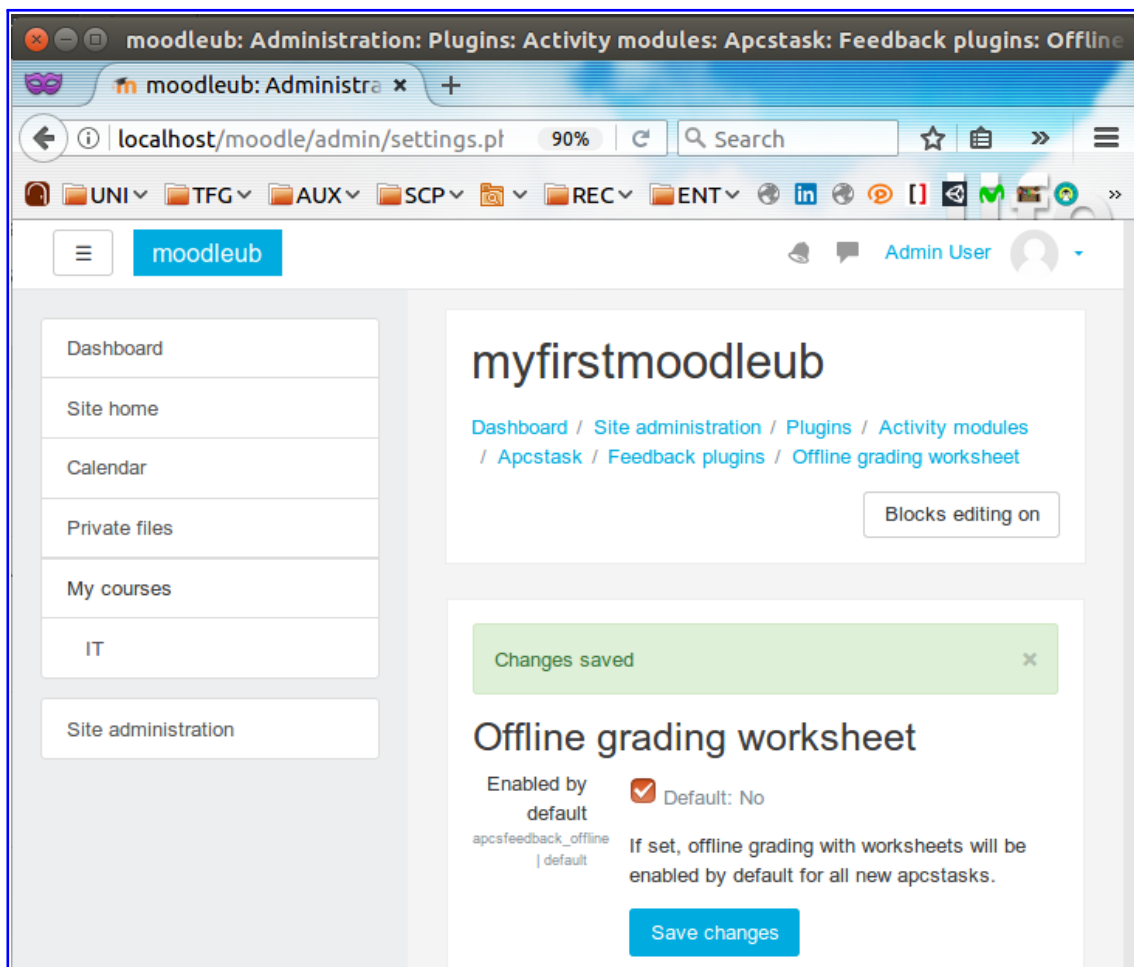 moodleub: Administration: Plugins: Activity modules: Apcstask: Feedback plugins: Offline
moodleub: Administra
localhost/moodle/admin/settings.ph 90% Search
UNI TFG AUX SCP REC ENT in []
moodleub Admin User
Dashboard
Site home
Calendar
Private files
My courses
IT
Site administration
myfirstmoodleub
Dashboard / Site administration / Plugins / Activity modules
/ Apcstask / Feedback plugins / Offline grading worksheet
Blocks editing on
Changes saved ×
Offline grading worksheet
Enabled by
default
apcsfeedback_offline
| default
Default: No
If set, offline grading with worksheets will be
enabled by default for all new apcstasks.
Save changes